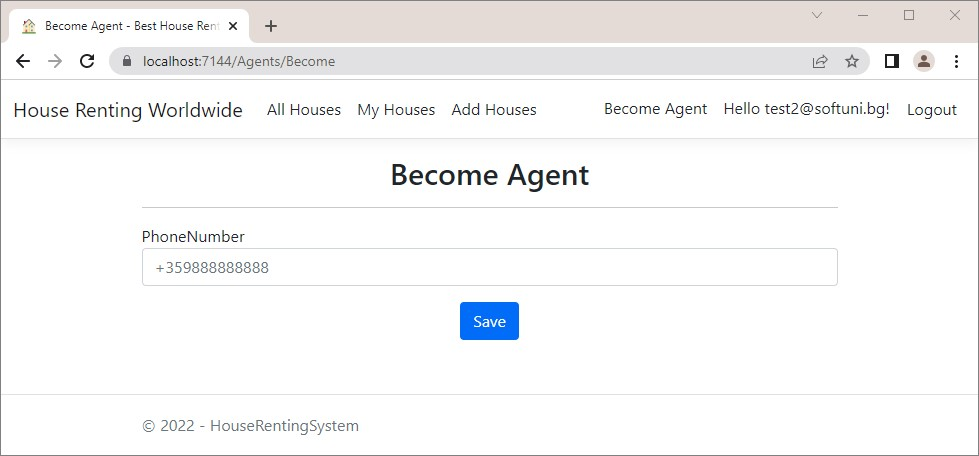 Become Agent - Best House Rent
localhost:7144/Agents/Become
House Renting Worldwide All Houses My Houses Add Houses Become Agent Hello test2@softuni.bg! Logout
Become Agent
PhoneNumber
+359888888888
Save
© 2022 - HouseRentingSystem